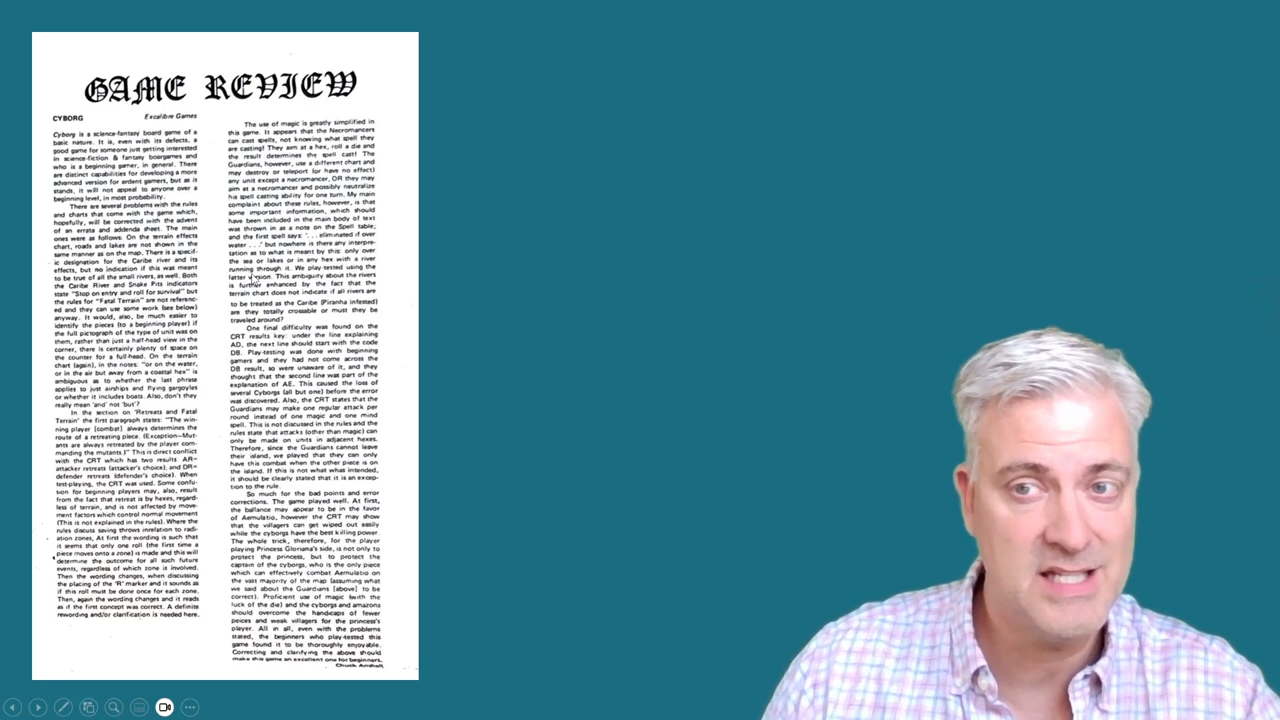 GAME REVIEW
CYBORG
Excalibre Games
Cyborg is a science-fantasy board game of a
basic nature. It is, even with its defects, a
good game for someone just getting interested
in science-fiction & fantasy boargames and
who is a beginning gamer, in general. There
are distinct capabilities for developing a more
advanced version for ardent gamers, but as it
stands, it will not appeal to anyone over a
beginning level, in most probability.
There are several problems with the rules
and charts that come with the game which,
hopefully, will be corrected with the advent
of an errata and addenda sheet. The main
ones were as follows: On the terrain effects
chart, roads and lakes are not shown in the
same manner as on the map. There is a specif-
ic designation for the Caribe river and its
effects, but no indication if this was meant
to be true of all the small rivers, as well. Both
the Caribe River and Snake Pits indicators
state "Stop on entry and roll for survival" but
the rules for "Fatal Terrain" are not referenc-
ed and they can use some work (see below)
anyway. It would, also, be much easier to
identify the pieces (to a beginning player) if
the full pictograph of the type of unit was on
them, rather than just a half-head view in the
corner, there is certainly plenty of space on
the counter for a full-head. On the terrain
chart (again), in the notes: "or on the water,
or in the air but away from a coastal hex" is
ambiguous as to whether the last phrase
applies to just airships and flying gargoyles
or whether it includes boats. Also, don't they
really mean 'and' not 'but'?
In the section on 'Retreats and Fatal
Terrain' the first paragraph states: "The win-
ning player [combat] always determines the
route of a retreating piece. (Exception—Mut-
ants are always retreated by the player com-
manding the mutants.)" This is direct conflict
with the CRT which has two results. AR=
attacker retreats (attacker's choice), and DR=
defender retreats (defender's choice). When
test-playing, the CRT was used. Some confu-
sion for beginning players may, also, result
from the fact that retreat is by hexes, regard-
less of terrain, and is not affected by move-
ment factors which control normal movement
(This is not explained in the rules). Where the
rules discuss saving throws inrelation to radi-
ation zones, At first the wording is such that
it seems that only one roll (the first time a
piece moves onto a zone) is made and this will
determine the outcome for all such future
events, regardless of which zone is involved.
Then the wording changes, when discussing
the placing of the 'R' marker and it sounds as
if this roll must be done once for each zone.
Then, again the wording changes and it reads
as if the first concept was correct. A definite
rewording and/or clarification is needed here.
The use of magic is greatly simplified in
this game. It appears that the Necromancers
can cast spells, not knowing what spell they
are casting! They aim at a hex, roll a die and
the result determines the spell cast! The
Guardians, however, use a different chart and
may destroy or teleport (or have no effect)
any unit except a necromancer, OR they may
aim at a necromancer and possibly neutralize
his spell casting ability for one turn. My main
complaint about these rules, however, is that
some important information, which should
have been included in the main body of text
was thrown in as a note on the Spell table;
and the first spell says: '. . . eliminated if over
water . . .' but nowhere is there any interpre-
tation as to what is meant by this: only over
the sea or lakes or in any hex with a river
running through it. We play-tested using the
latter version. This ambiguity about the rivers
is further enhanced by the fact that the
terrain chart does not indicate if all rivers are
to be treated as the Caribe (Piranha infested)
are they totally crossable or must they be
traveled around?
One final difficulty was found on the
CRT results key: under the line explaining
AD, the next line should start with the code
DB. Play-testing was done with beginning
gamers and they had not come across the
DB result, so were unaware of it, and they
thought that the second line was part of the
explanation of AE. This caused the loss of
several Cyborgs (all but one) before the error
was discovered. Also, the CRT states that the
Guardians may make one regular attack per
round instead of one magic and one mind
spell. This is not discussed in the rules and the
rules state that attacks (other than magic) can
only be made on units in adjacent hexes.
Therefore, since the Guardians cannot leave
their island, we played that they can only
have this combat when the other piece is on
the island. If this is not what what intended,
it should be clearly stated that it is an excep-
tion to the rule.
So much for the bad points and error
corrections. The game played well. At first,
the ballance may appear to be in the favor
of Aemulatio, however the CRT may show
that the villagers can get wiped out easily
while the cyborgs have the best killing power.
The whole trick, therefore, for the player
playing Princess Gloriana's side, is not only to
protect the princess, but to protect the
captain of the cyborgs, who is the only piece
which can effectively combat Aemulatio on
the vast majority of the map (assuming what
we said about the Guardians [above] to be
correct). Proficient use of magic (with the
luck of the die) and the cyborgs and amazons
should overcome the handicaps of fewer
peices and weak villagers for the princess's
player. All in all, even with the problems
stated, the beginners who play-tested this
game found it to be thoroughly enjoyable.
Correcting and clarifying the above should
make this game an excellent one for beginners.
Chuck Anshell